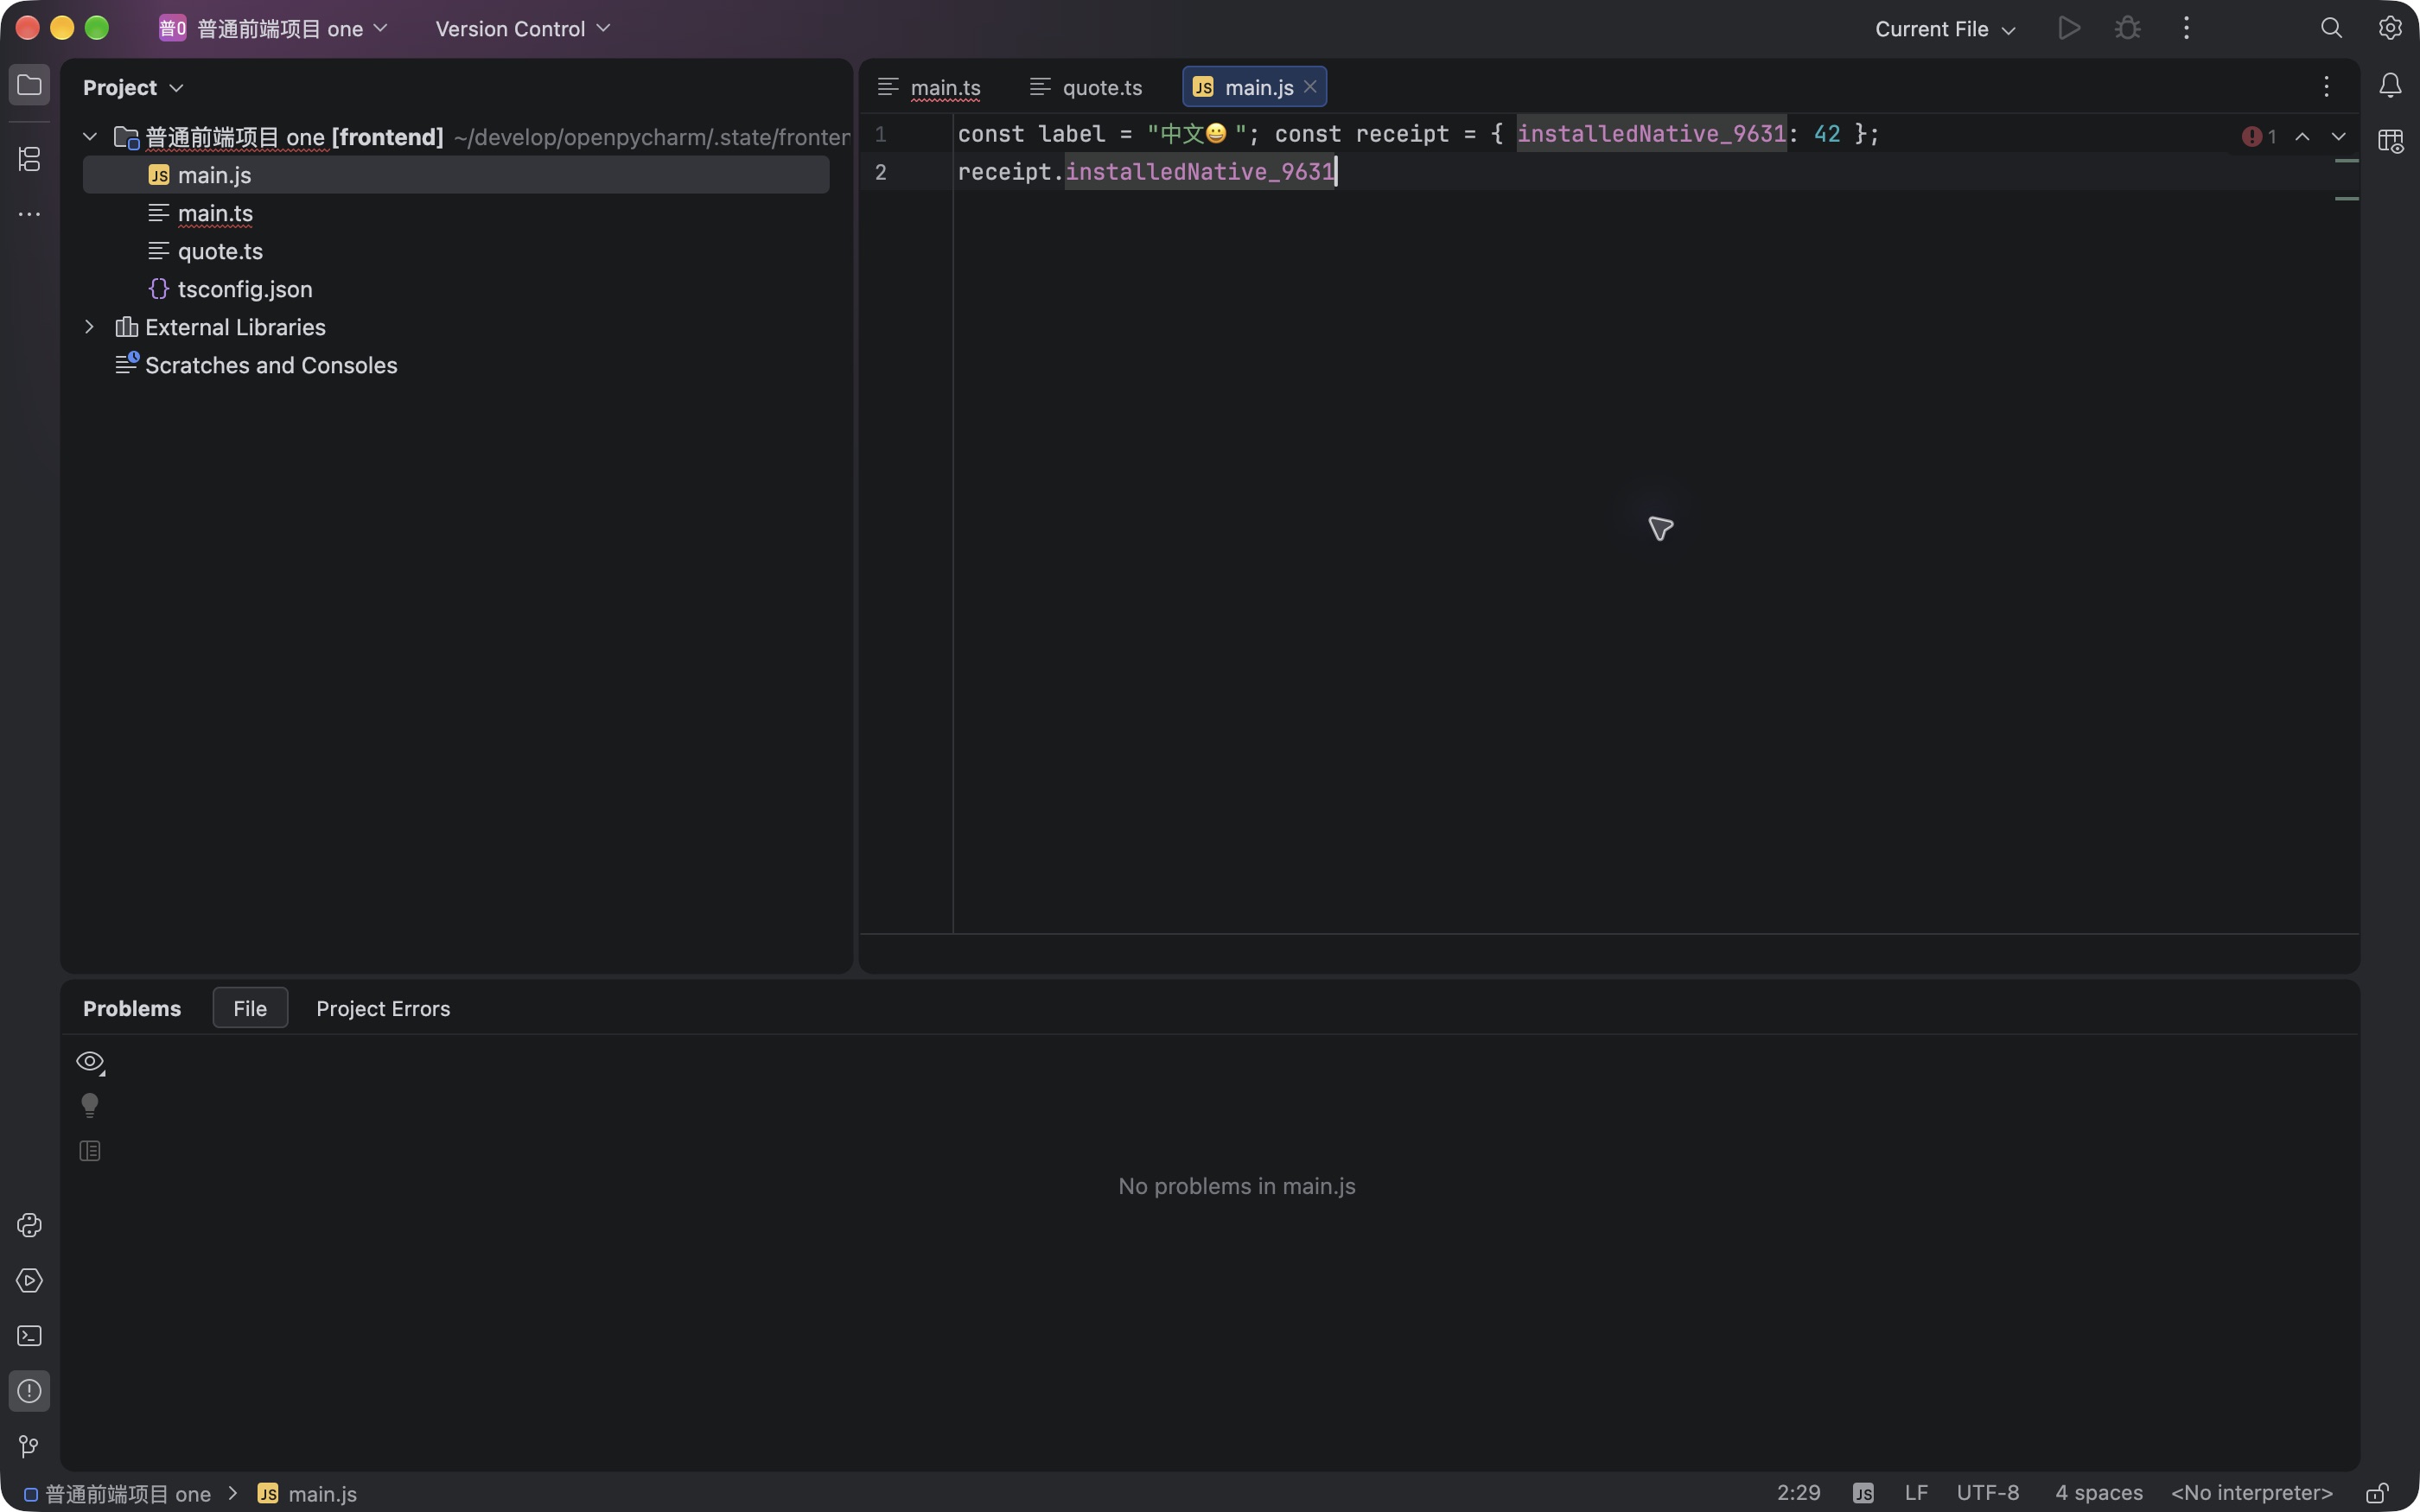 普0 普通前端项目 one Version Control Current File
Project
main.ts quote.ts main.js
普通前端项目 one [frontend] ~/develop/openpycharm/.state/fronten
main.js
main.ts
quote.ts
tsconfig.json
External Libraries
Scratches and Consoles
1 const label = "中文😀"; const receipt = { installedNative_9631: 42 }; 1
2 receipt.installedNative_9631
Problems File Project Errors
No problems in main.js
普通前端项目 one > JS main.js 2:29 JS LF UTF-8 4 spaces <No interpreter>